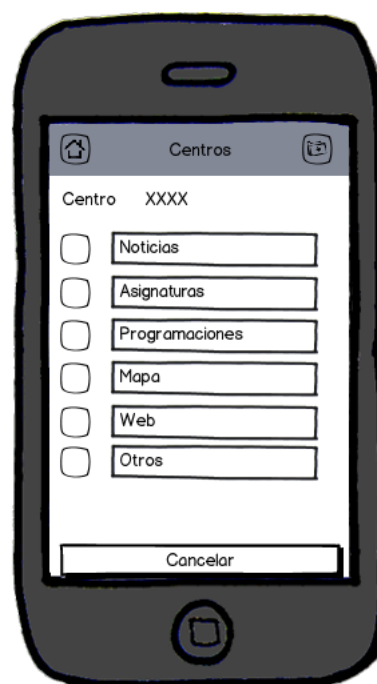 Centros
Centro XXXX
Noticias
Asignaturas
Programaciones
Mapa
Web
Otros
Cancelar